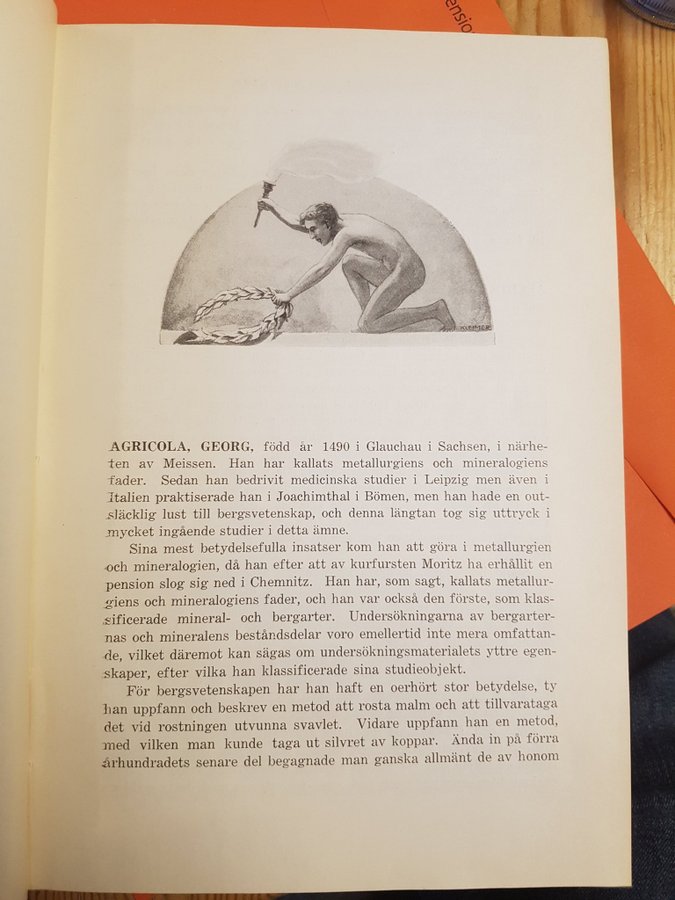 ensio
KLEIMER
AGRICOLA, GEORG, född år 1490 i Glauchau i Sachsen, i närhe-
ten av Meissen. Han har kallats metallurgiens och mineralogiens
fader. Sedan han bedrivit medicinska studier i Leipzig men även i
Italien praktiserade han i Joachimthal i Bömen, men han hade en out-
släcklig lust till bergsvetenskap, och denna längtan tog sig uttryck i
mycket ingående studier i detta ämne.
Sina mest betydelsefulla insatser kom han att göra i metallurgien
och mineralogien, då han efter att av kurfursten Moritz ha erhållit en
pension slog sig ned i Chemnitz. Han har, som sagt, kallats metallur-
giens och mineralogiens fader, och han var också den förste, som klas-
sificerade mineral- och bergarter. Undersökningarna av bergarter-
nas och mineralens beståndsdelar voro emellertid inte mera omfattan-
de, vilket däremot kan sägas om undersökningsmaterialets yttre egen-
skaper, efter vilka han klassificerade sina studieobjekt.
För bergsvetenskapen har han haft en oerhört stor betydelse, ty
han uppfann och beskrev en metod att rosta malm och att tillvarataga
det vid rostningen utvunna svavlet. Vidare uppfann han en metod,
med vilken man kunde taga ut silvret av koppar. Ända in på förra
århundradets senare del begagnade man ganska allmänt de av honom